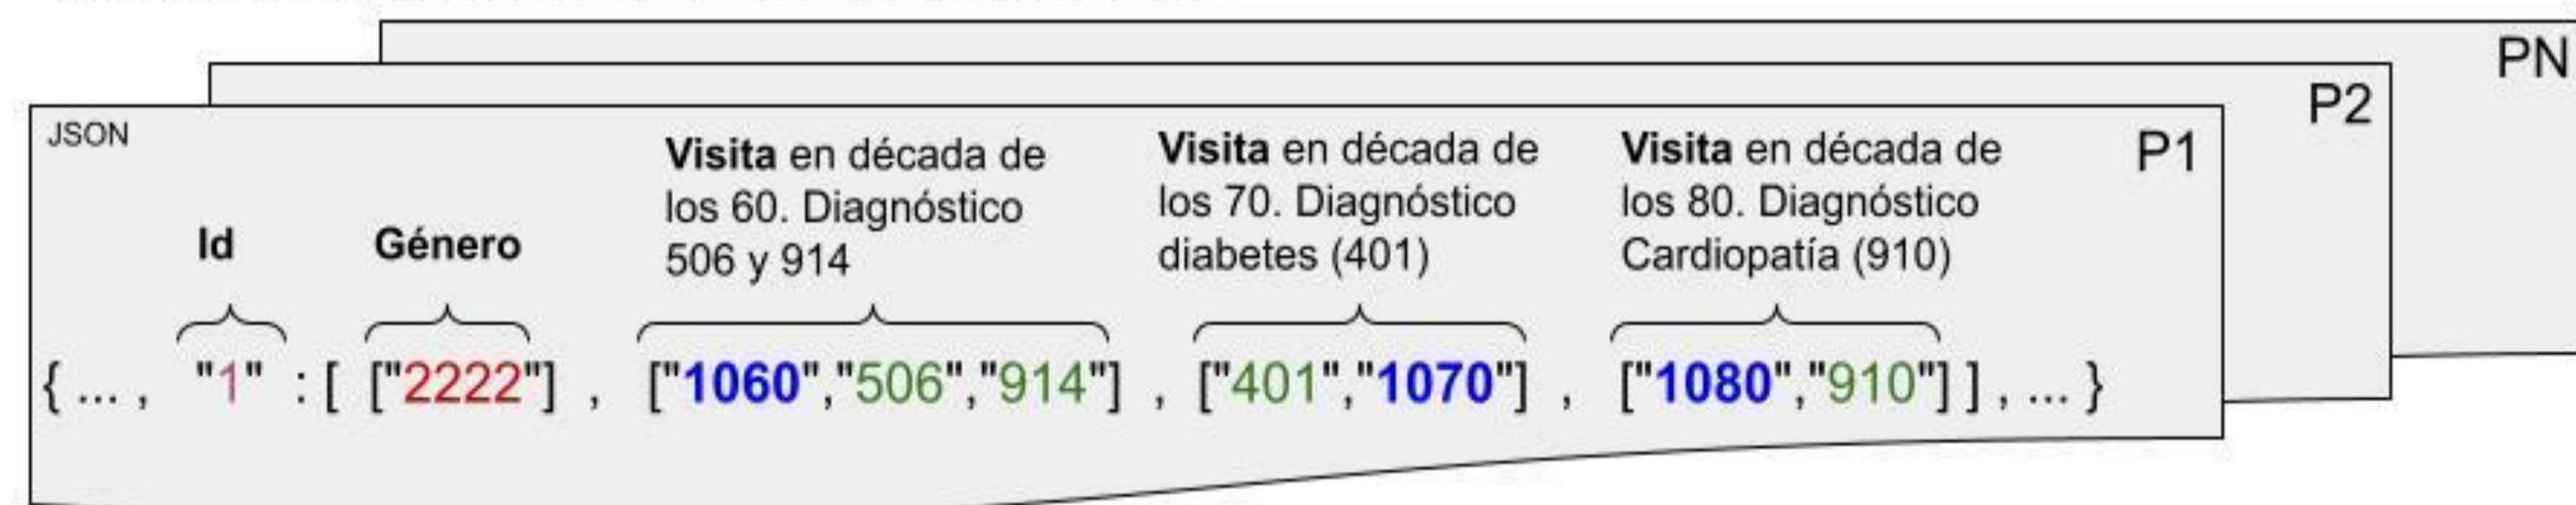 PN
P2
P1
JSON
Id
Género
Visita en década de
los 60. Diagnóstico
506 y 914
Visita en década de
los 70. Diagnóstico
diabetes (401)
Visita en década de
los 80. Diagnóstico
Cardiopatía (910)
{ ... , "1" : [ ["2222"] , ["1060","506","914"] , ["401","1070"] , ["1080","910"] ] , ... }